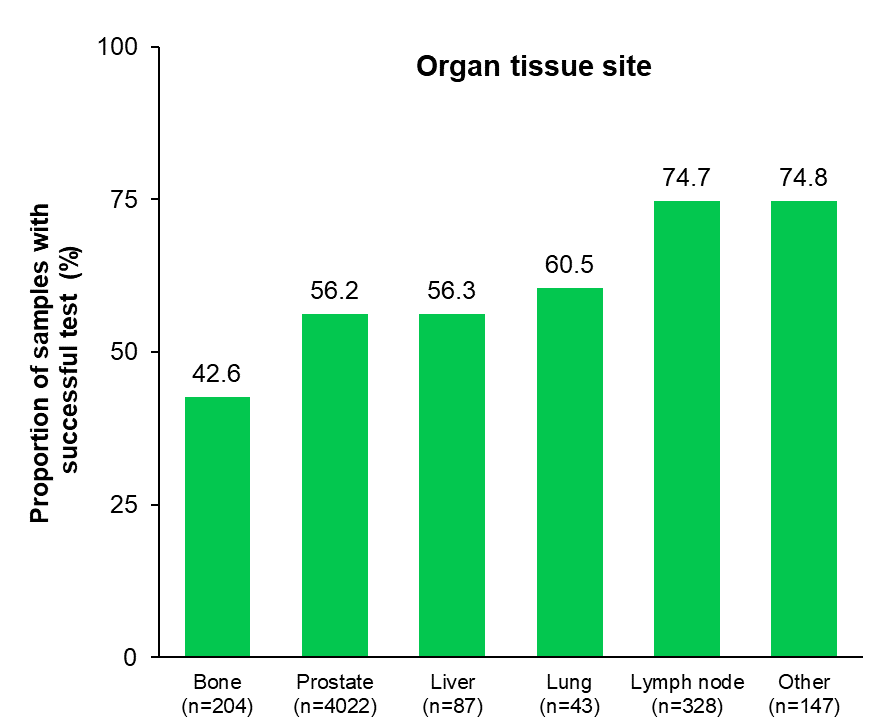 Organ tissue site
Proportion of samples with
successful test (%)
100
75
50
25
0
42.6
56.2
56.3
60.5
74.7
74.8
Bone
(n=204)
Prostate
(n=4022)
Liver
(n=87)
Lung
(n=43)
Lymph node
(n=328)
Other
(n=147)